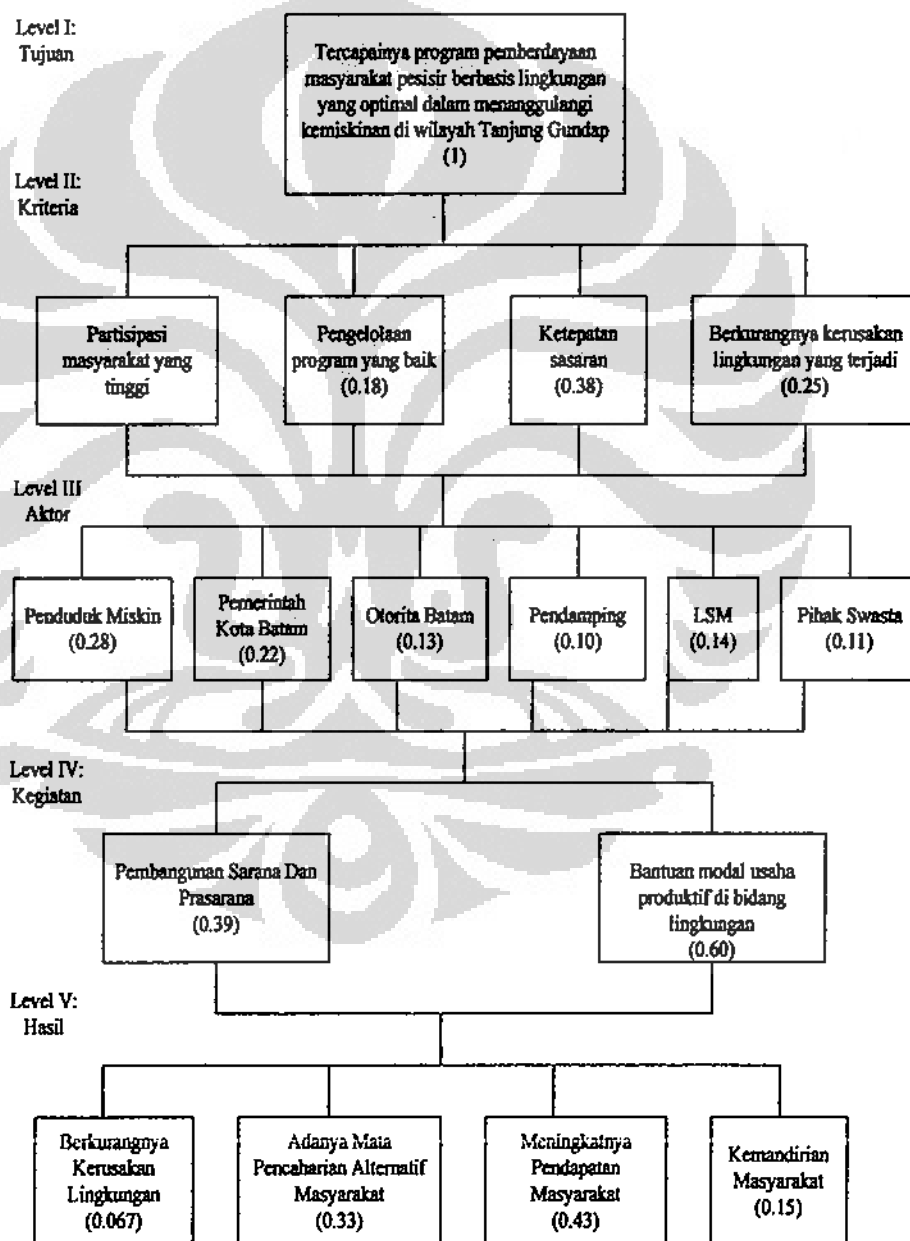 Level I:
Tujuan
Tercapainya program pemberdayaan
masyarakat pesisir berbasis lingkungan
yang optimal dalam menanggulangi
kemiskinan di wilayah Tanjung Gundap
(1)
Level II:
Kriteria
Partisipasi
masyarakat yang
tinggi
Pengelolaan
program yang baik
(0.18)
Ketepatan
sasaran
(0.38)
Berkurangnya kerusakan
lingkungan yang terjadi
(0.25)
Level III
Aktor
Penduduk Miskin
(0.28)
Pemerintah
Kota Batam
(0.22)
Otorita Batam
(0.13)
Pendamping
(0.10)
LSM
(0.14)
Pihak Swasta
(0.11)
Level IV:
Kegiatan
Pembangunan Sarana Dan
Prasarana
(0.39)
Bantuan modal usaha
produktif di bidang
lingkungan
(0.60)
Level V:
Hasil
Berkurangnya
Kerusakan
Lingkungan
(0.067)
Adanya Mata
Pencaharian Alternatif
Masyarakat
(0.33)
Meningkatnya
Pendapatan
Masyarakat
(0.43)
Kemandirian
Masyarakat
(0.15)